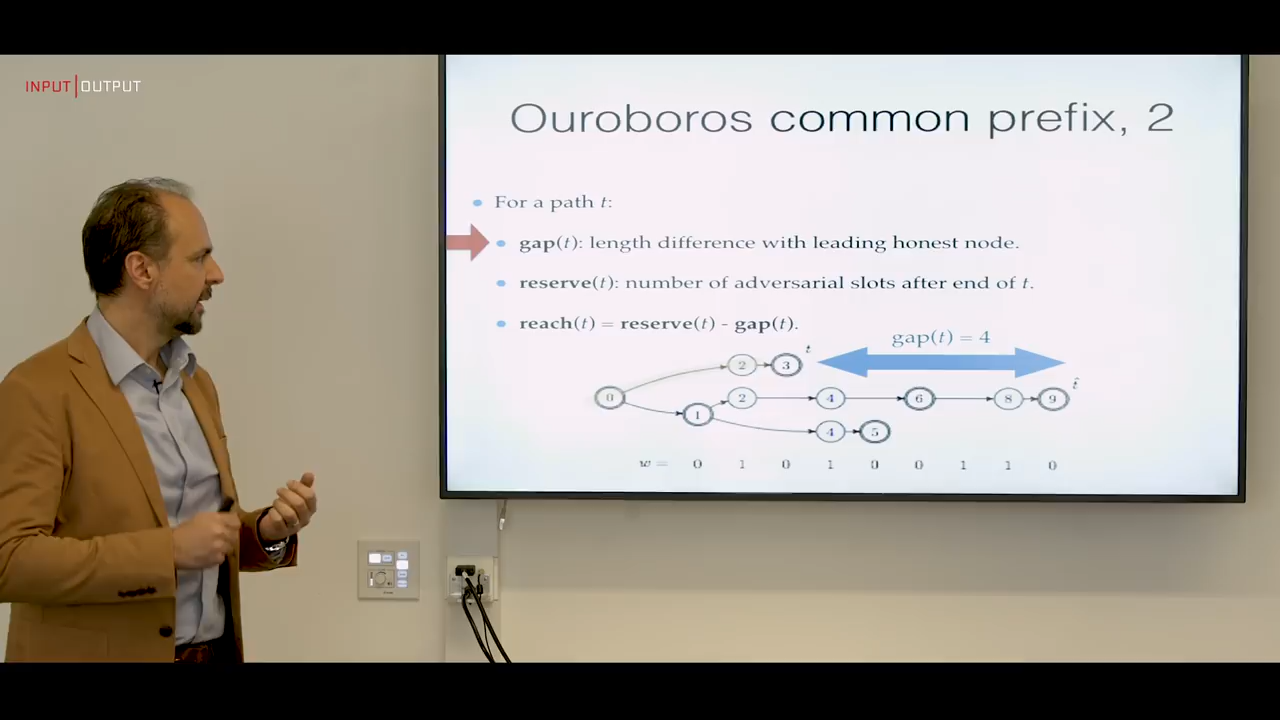 INPUT|OUTPUT
Ouroboros common prefix, 2
• For a path t:
• gap(t): length difference with leading honest node.
• reserve(t): number of adversarial slots after end of t.
• reach(t) = reserve(t) - gap(t).
gap(t) = 4
2 3 t
0 1 2 4 6 8 9 t̂
4 5
w = 0 1 0 1 0 0 1 1 0